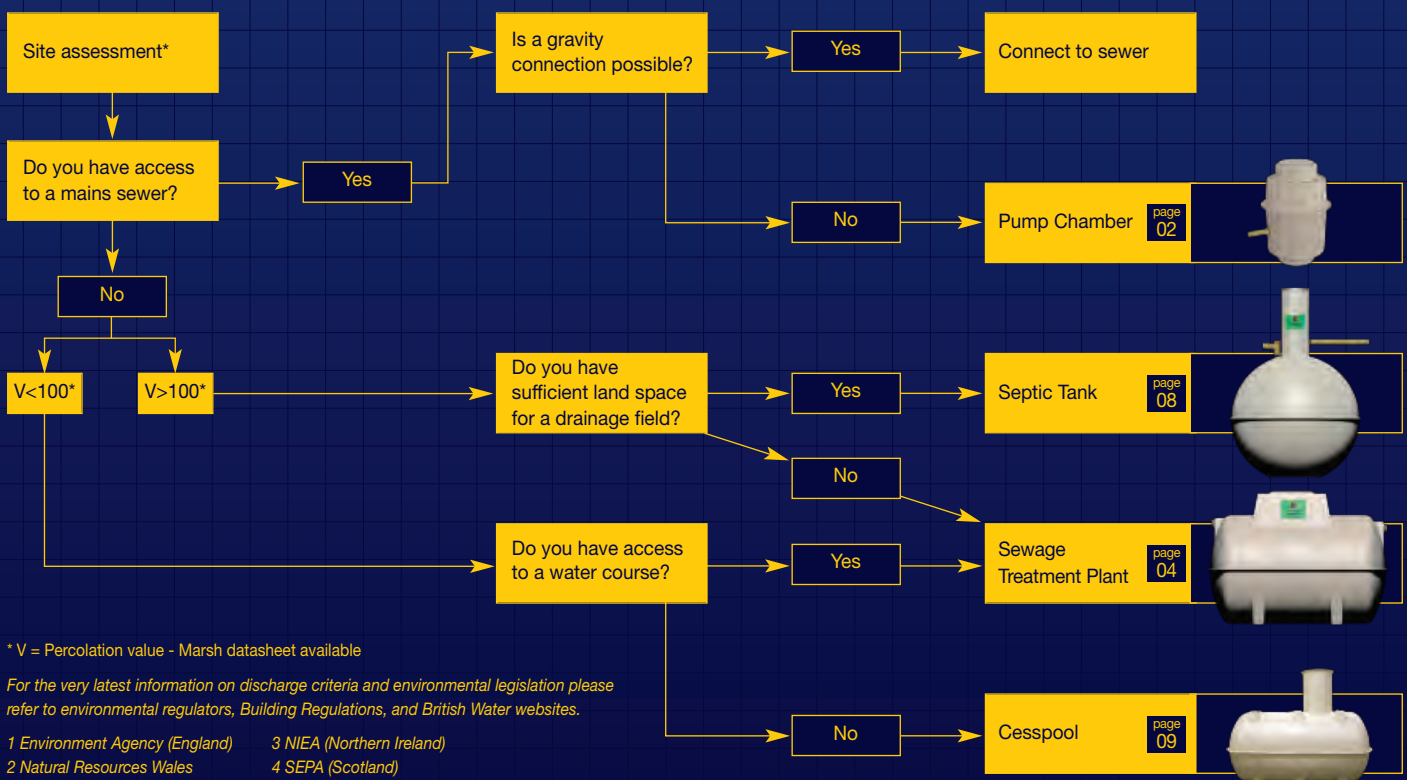 Site assessment*
Is a gravity
connection possible?
Yes
Connect to sewer
Do you have access
to a mains sewer?
Yes
No
Pump Chamber
page
02
No
V<100*
V>100*
Do you have
sufficient land space
for a drainage field?
Yes
Septic Tank
page
08
No
Do you have access
to a water course?
Yes
Sewage
Treatment Plant
page
04
No
Cesspool
page
09
* V = Percolation value - Marsh datasheet available
For the very latest information on discharge criteria and environmental legislation please
refer to environmental regulators, Building Regulations, and British Water websites.
1 Environment Agency (England)
3 NIEA (Northern Ireland)
2 Natural Resources Wales
4 SEPA (Scotland)